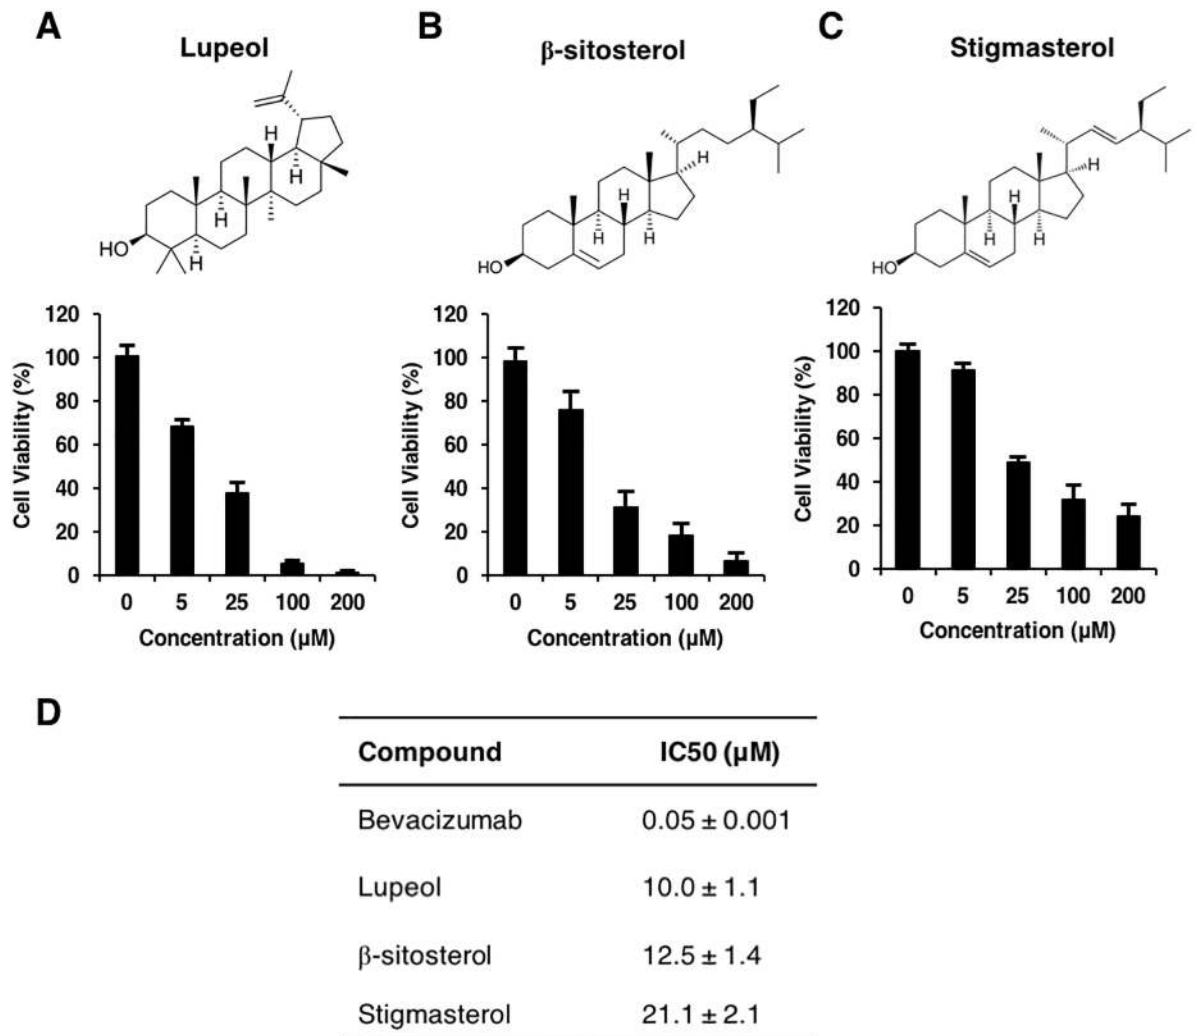 A
Lupeol
H
H
H
HO
H
120
100
80
60
40
20
0
Cell Viability (%)
0 5 25 100 200
Concentration (µM)
B
β-sitosterol
H
H
H
H
HO
120
100
80
60
40
20
0
Cell Viability (%)
0 5 25 100 200
Concentration (µM)
C
Stigmasterol
H
H
H
H
HO
120
100
80
60
40
20
0
Cell Viability (%)
0 5 25 100 200
Concentration (µM)
D
Compound IC50 (µM)
Bevacizumab 0.05 ± 0.001
Lupeol 10.0 ± 1.1
β-sitosterol 12.5 ± 1.4
Stigmasterol 21.1 ± 2.1